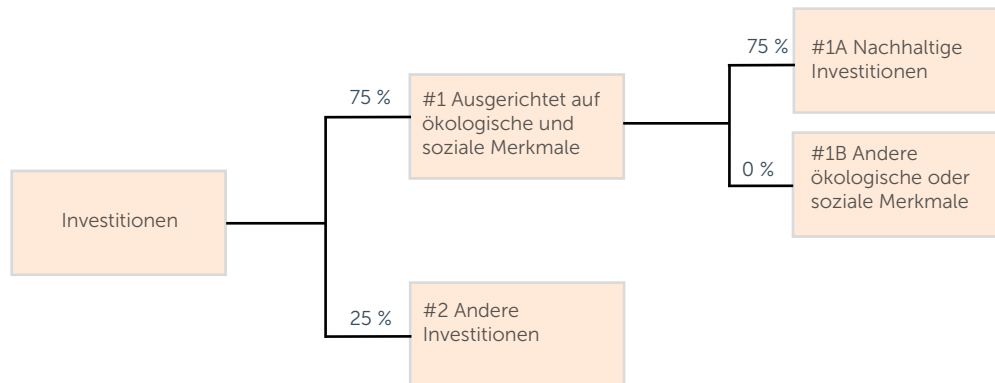 75 %
#1A Nachhaltige
Investitionen
75 %
#1 Ausgerichtet auf
ökologische und
soziale Merkmale
0 %
#1B Andere
ökologische oder
soziale Merkmale
Investitionen
25 %
#2 Andere
Investitionen